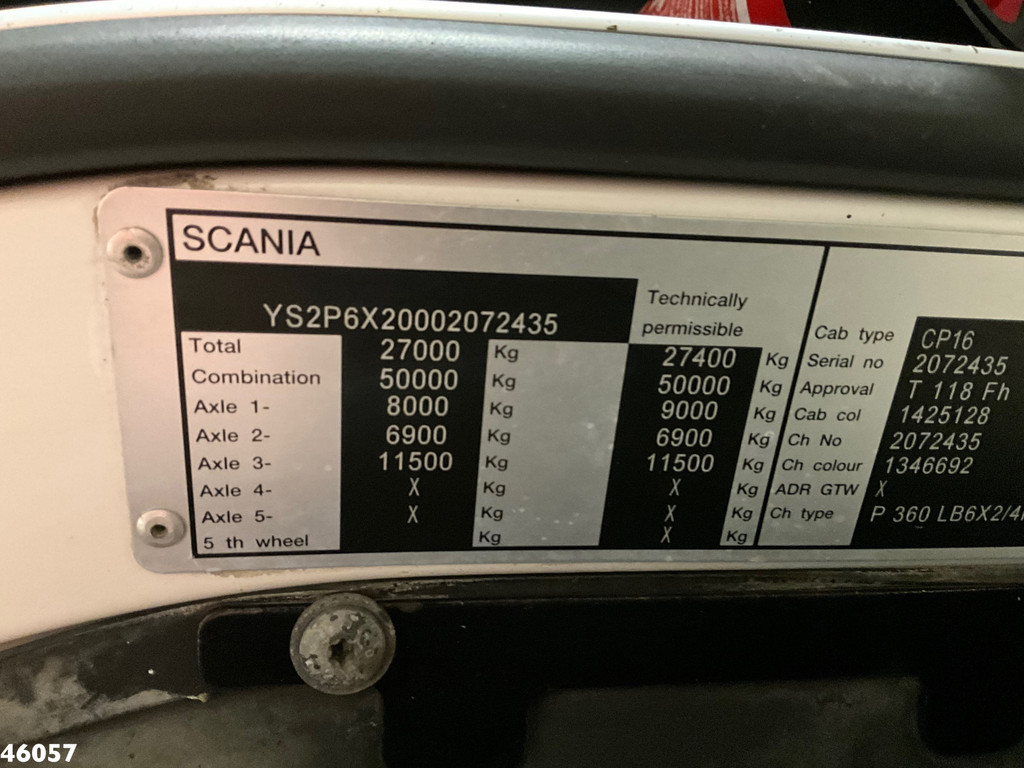 SCANIA
YS2P6X20002072435
Technically
permissible
Total 27000 Kg 27400 Kg
Combination 50000 Kg 50000 Kg
Axle 1- 8000 Kg 9000 Kg
Axle 2- 6900 Kg 6900 Kg
Axle 3- 11500 Kg 11500 Kg
Axle 4- X Kg X Kg
Axle 5- X Kg X Kg
5 th wheel Kg X Kg
Cab type CP16
Serial no 2072435
Approval T 118 Fh
Cab col 1425128
Ch No 2072435
Ch colour 1346692
ADR GTW X
Ch type P 360 LB6X2/4
46057